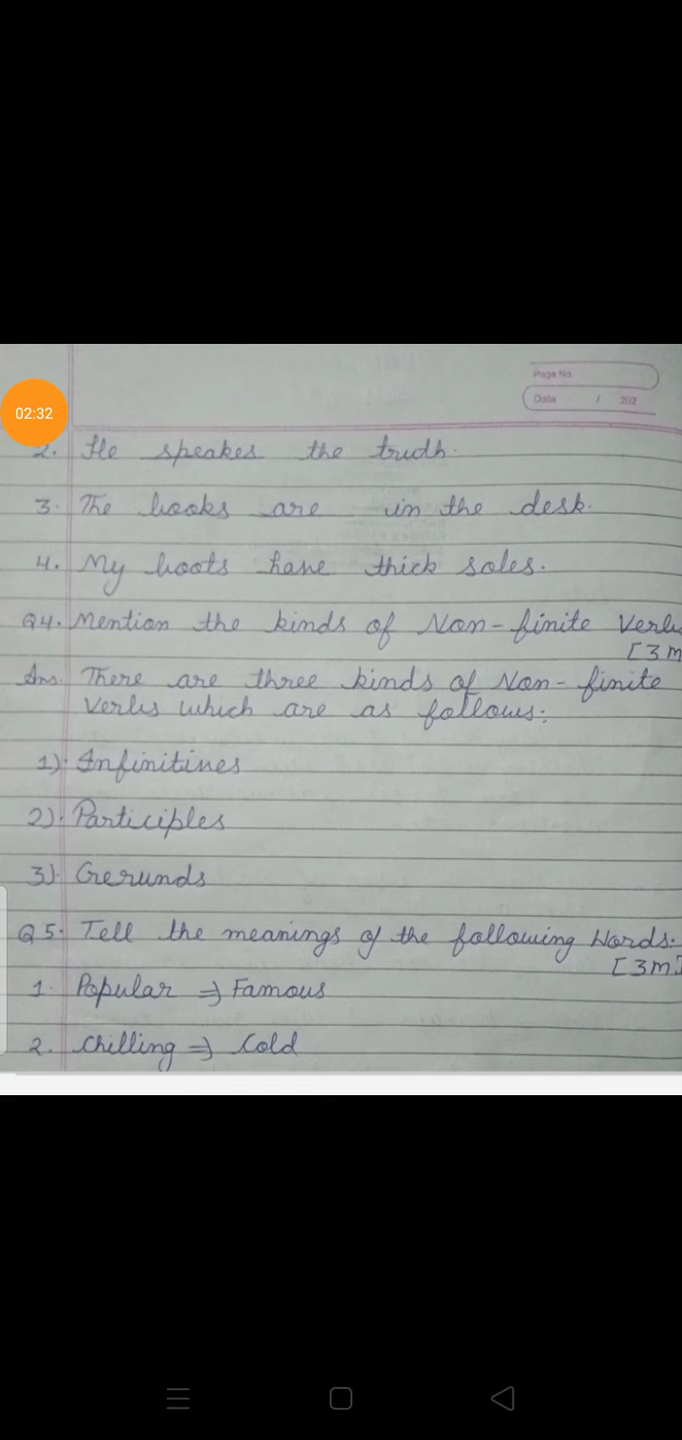 Page No.
Date / 202
02:32
2. He speakes the trudh.
3. The books are in the desk.
4. My boots have thick soles.
Q4. Mention the kinds of Non-finite Verbs
[3m
Ans. There are three kinds of Non-finite
Verbs which are as follows:
1). Infinitives
2). Participles
3). Gerunds
Q5. Tell the meanings of the following Words.
[3m]
1. Popular ⇒ Famous
2. Chilling ⇒ Cold